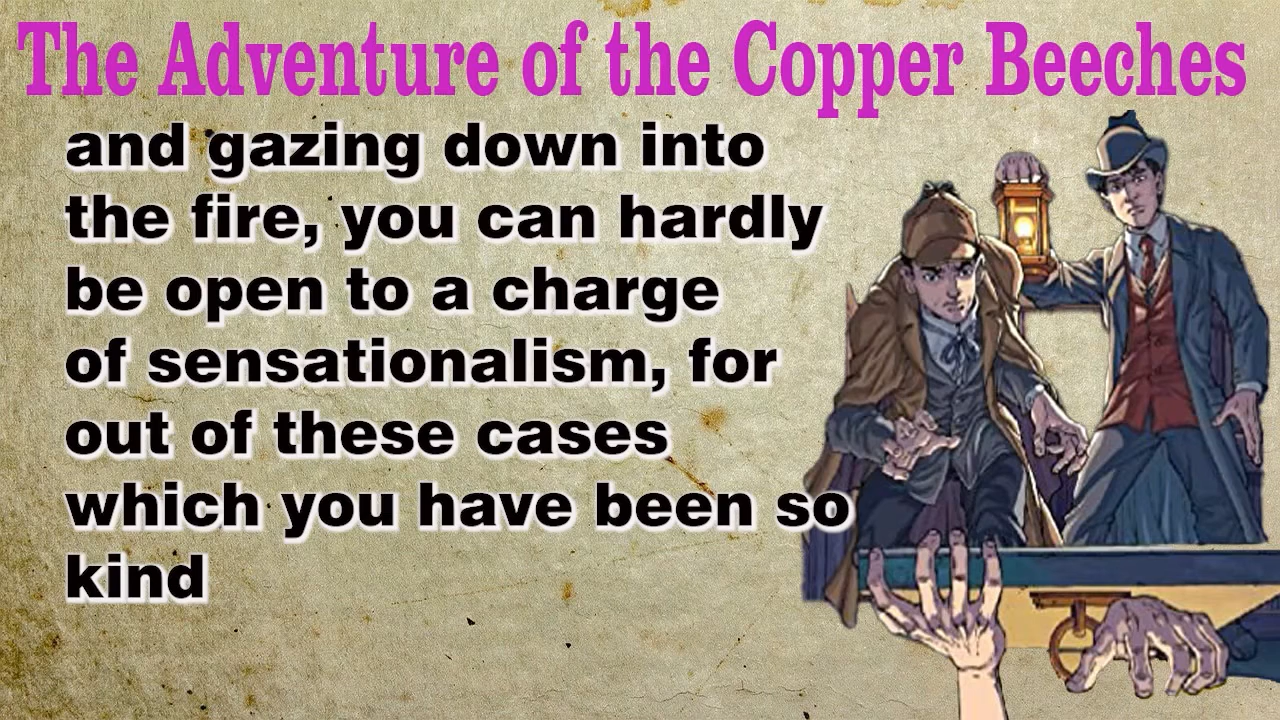 The Adventure of the Copper Beeches
and gazing down into
the fire, you can hardly
be open to a charge
of sensationalism, for
out of these cases
which you have been so
kind